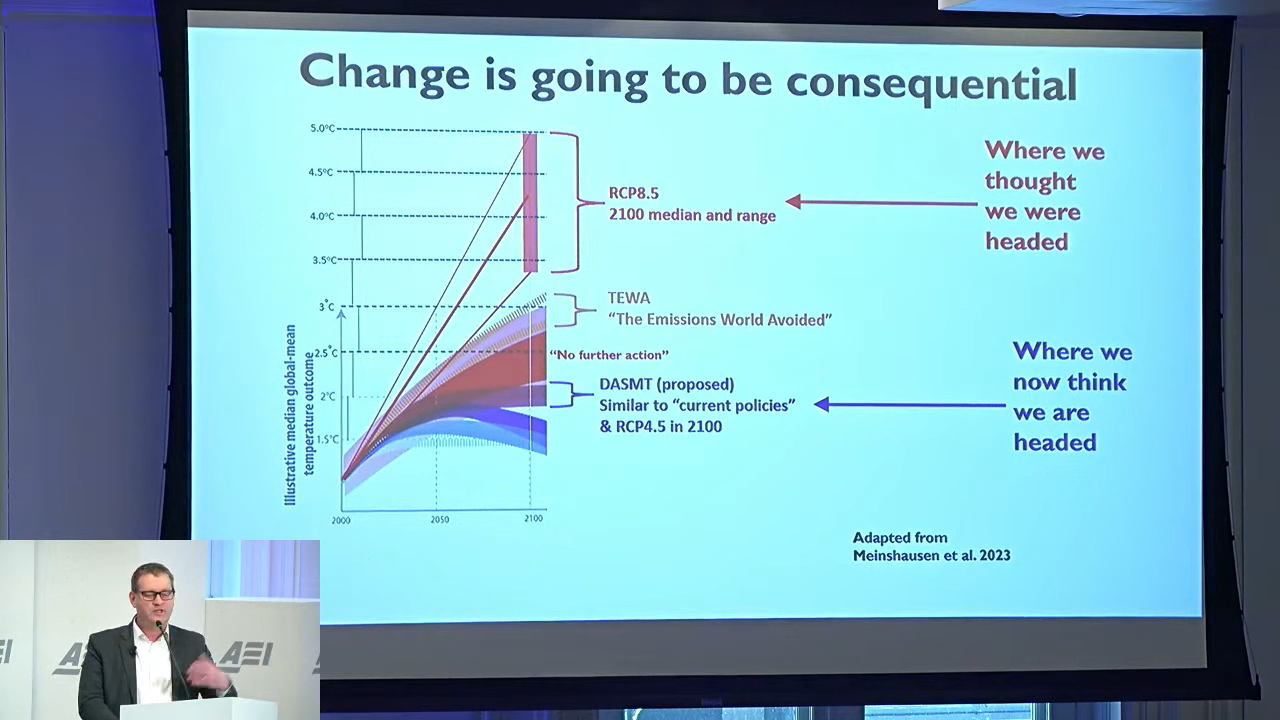 Change is going to be consequential
5.0°C
4.5°C
4.0°C
3.5°C
3°C
2.5°C
2°C
1.5°C
Illustrative median global-mean
temperature outcome
2000
2050
2100
RCP8.5
2100 median and range
TEWA
“The Emissions World Avoided”
“No further action”
DASMT (proposed)
Similar to “current policies”
& RCP4.5 in 2100
Where we
thought
we were
headed
Where we
now think
we are
headed
Adapted from
Meinshausen et al. 2023
AEI